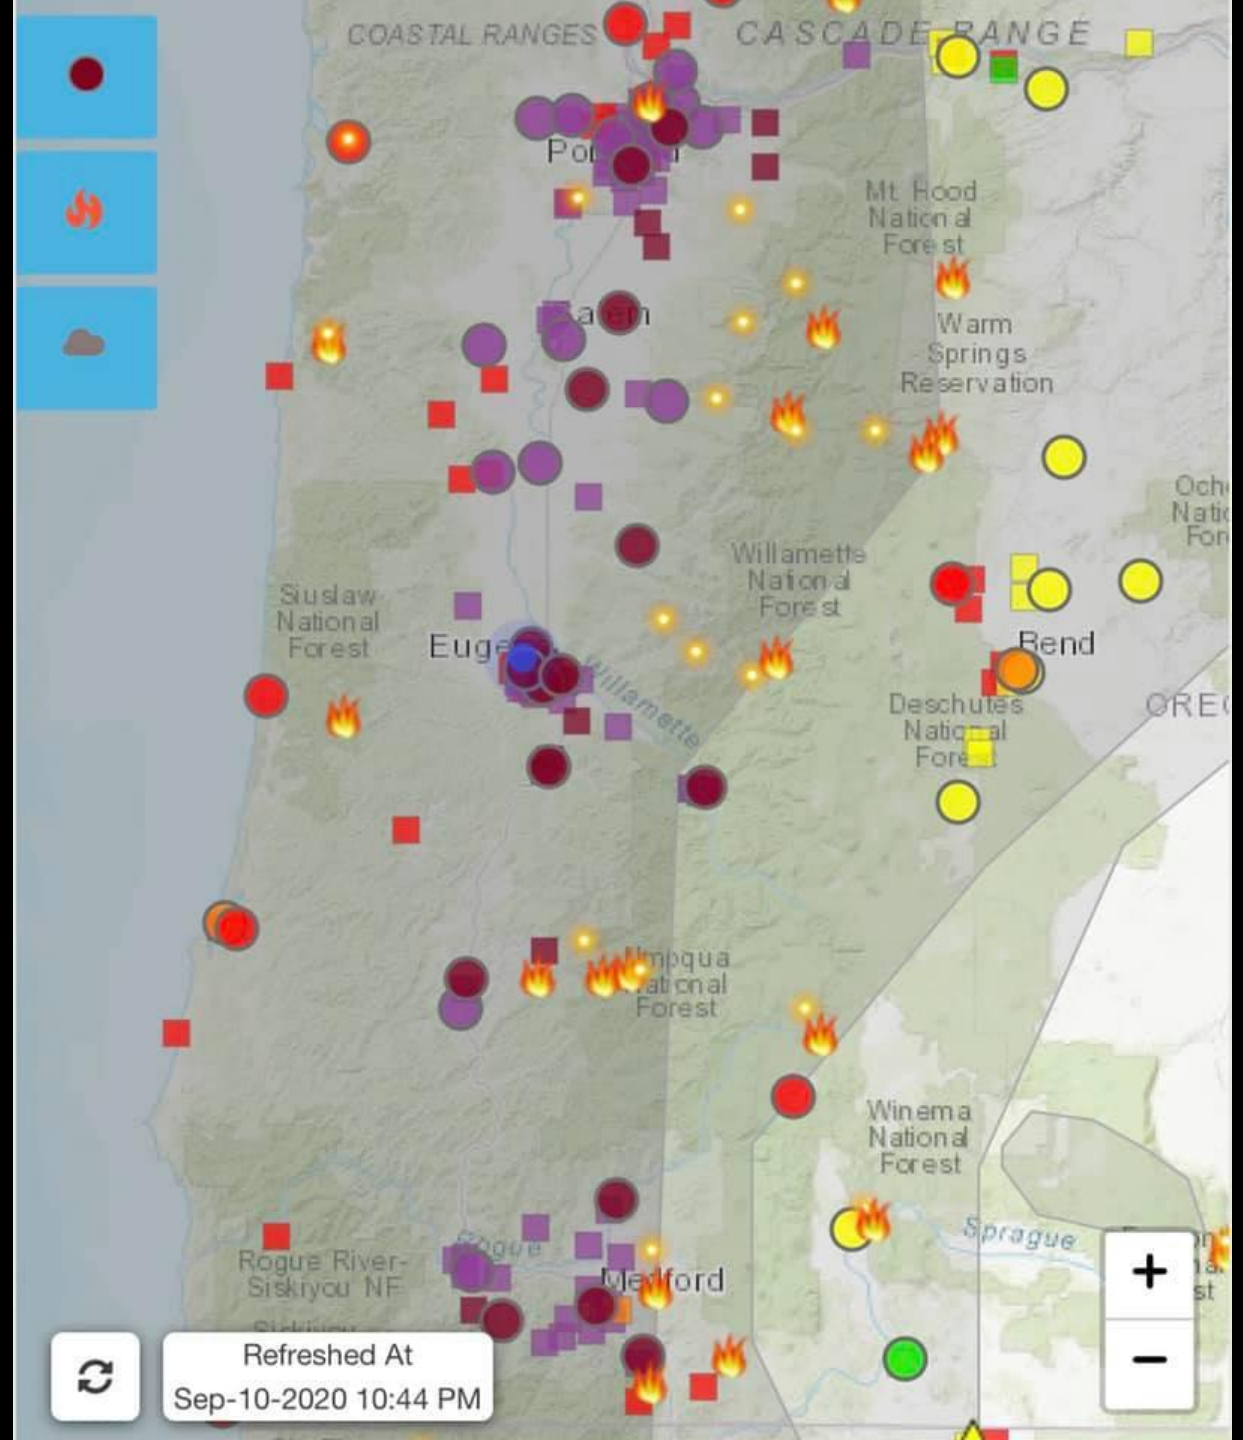 COASTAL RANGES
CASCADE RANGE
Mt Hood
National
Forest
Warm
Springs
Reservation
Willamette
National
Forest
Siuslaw
National
Forest
Bend
Willamette
Deschutes
National
Umpqua
National
Forest
Winema
National
Forest
Sprague
Rogue
Medford
Rogue River-
Siskiyou NF
Siskiyou
Refreshed At
Sep-10-2020 10:44 PM
+
−